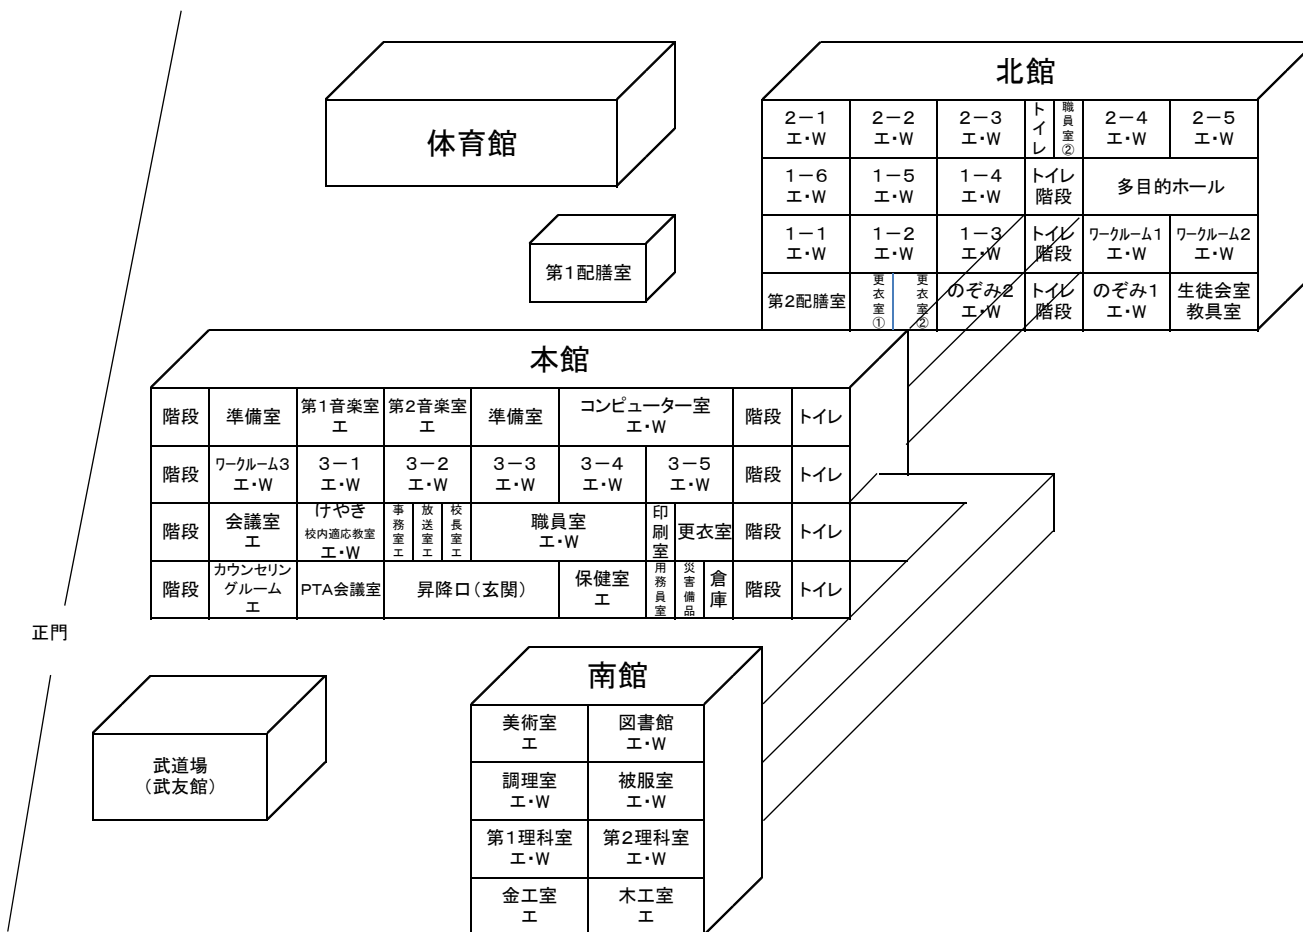 北館
体育館
2-1
エ・W
2-2
エ・W
2-3
エ・W
トイレ
職員室②
2-4
エ・W
2-5
エ・W
1-6
エ・W
1-5
エ・W
1-4
エ・W
トイレ
階段
多目的ホール
1-1
エ・W
1-2
エ・W
1-3
エ・W
トイレ
階段
ワークルーム1
エ・W
ワークルーム2
エ・W
第2配膳室
更衣室①
更衣室②
のぞみ2
エ・W
トイレ
階段
のぞみ1
エ・W
生徒会室
教具室
第1配膳室
本館
階段
準備室
第1音楽室
エ
第2音楽室
エ
準備室
コンピューター室
エ・W
階段
トイレ
階段
ワークルーム3
エ・W
3-1
エ・W
3-2
エ・W
3-3
エ・W
3-4
エ・W
3-5
エ・W
階段
トイレ
階段
会議室
エ
けやき
校内適応教室
エ・W
事務室エ
放送室エ
校長室エ
職員室
エ・W
印刷室
更衣室
階段
トイレ
階段
カウンセリン
グルーム
エ
PTA会議室
昇降口(玄関)
保健室
エ
用務員室
災害備品
倉庫
階段
トイレ
正門
南館
美術室
エ
図書館
エ・W
調理室
エ・W
被服室
エ・W
第1理科室
エ・W
第2理科室
エ・W
金工室
エ
木工室
エ
武道場
(武友館)